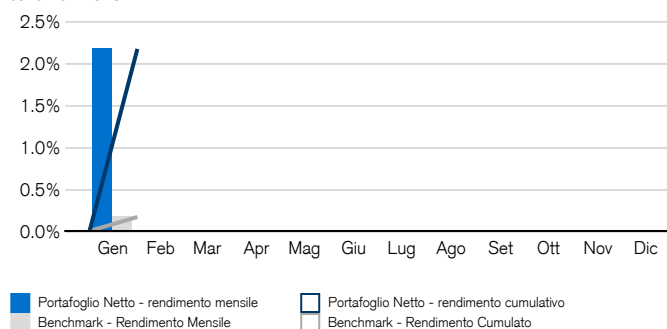 2.5%
2.0%
1.5%
1.0%
0.5%
0.0%
Gen Feb Mar Apr Mag Giu Lug Ago Set Ott Nov Dic
Portafoglio Netto - rendimento mensile Portafoglio Netto - rendimento cumulativo
Benchmark - Rendimento Mensile Benchmark - Rendimento Cumulato